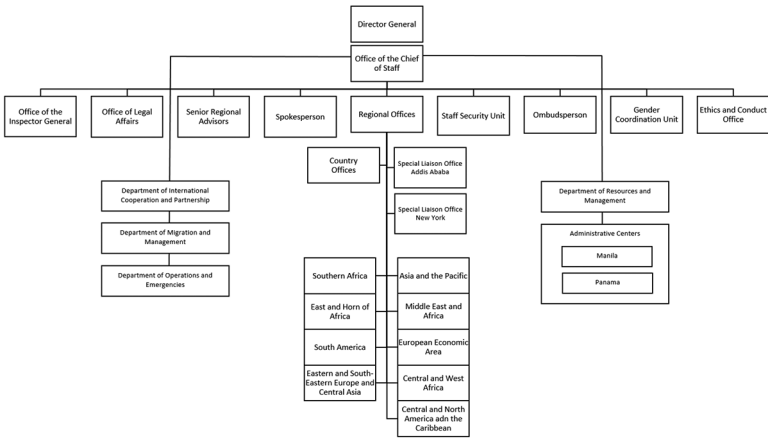 Director General
Office of the Chief
of Staff
Office of the
Inspector General
Office of Legal
Affairs
Senior Regional
Advisors
Spokesperson
Regional Offices
Staff Security Unit
Ombudsperson
Gender
Coordination Unit
Ethics and Conduct
Office
Country
Offices
Special Liaison Office
Addis Ababa
Special Liaison Office
New York
Department of International
Cooperation and Partnership
Department of Migration and
Management
Department of Operations and
Emergencies
Department of Resources and
Management
Administrative Centers
Manila
Panama
Southern Africa
Asia and the Pacific
East and Horn of
Africa
Middle East and
Africa
South America
European Economic
Area
Eastern and South-
Eastern Europe and
Central Asia
Central and West
Africa
Central and North
America adn the
Caribbean